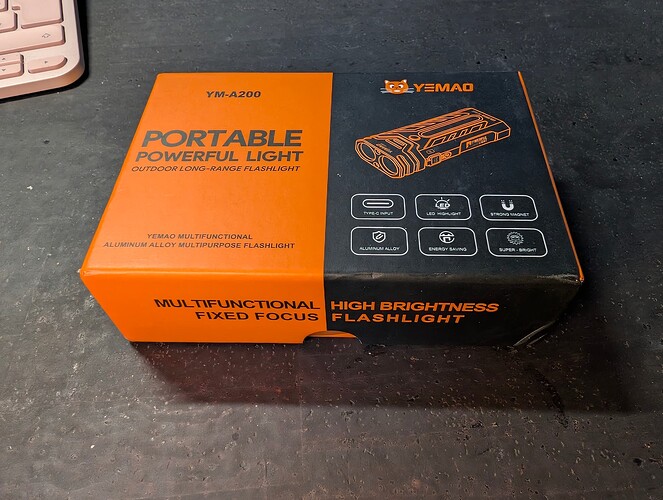 YM-A200
PORTABLE
POWERFUL LIGHT
OUTDOOR LONG-RANGE FLASHLIGHT
YEMAO MULTIFUNCTIONAL
ALUMINUM ALLOY MULTIPURPOSE FLASHLIGHT
YEMAO
TYPE-C INPUT
LED
LED HIGHLIGHT
STRONG MAGNET
ALUMINUM ALLOY
ENERGY SAVING
SUPER - BRIGHT
MULTIFUNCTIONAL
FIXED FOCUS
HIGH BRIGHTNESS
FLASHLIGHT